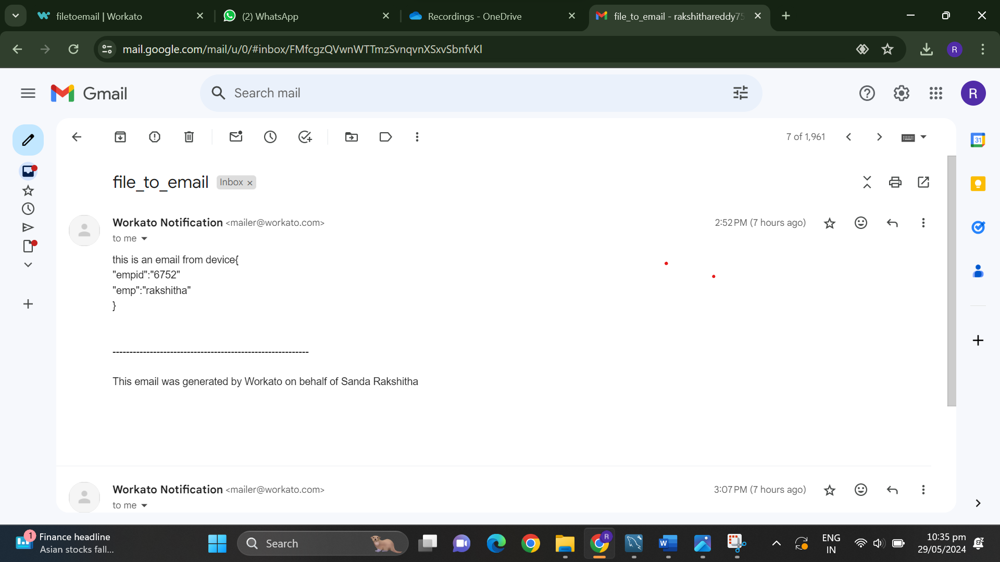 filetoemail | Workato
(2) WhatsApp
Recordings - OneDrive
file_to_email - rakshithareddy75
mail.google.com/mail/u/0/#inbox/FMfcgzQVwnWTTmzSvnqvnXSxvSbnfvKl
R
Gmail
Search mail
R
7 of 1,961
31
file_to_email
Inbox ×
Workato Notification <mailer@workato.com>
2:52 PM (7 hours ago)
to me
this is an email from device{
"empid":"6752"
"emp":"rakshitha"
}
----------------------------------------------------------
This email was generated by Workato on behalf of Sanda Rakshitha
Workato Notification <mailer@workato.com>
3:07 PM (7 hours ago)
to me
1
Finance headline
Asian stocks fall...
Search
R
W
ENG
IN
10:35 pm
29/05/2024